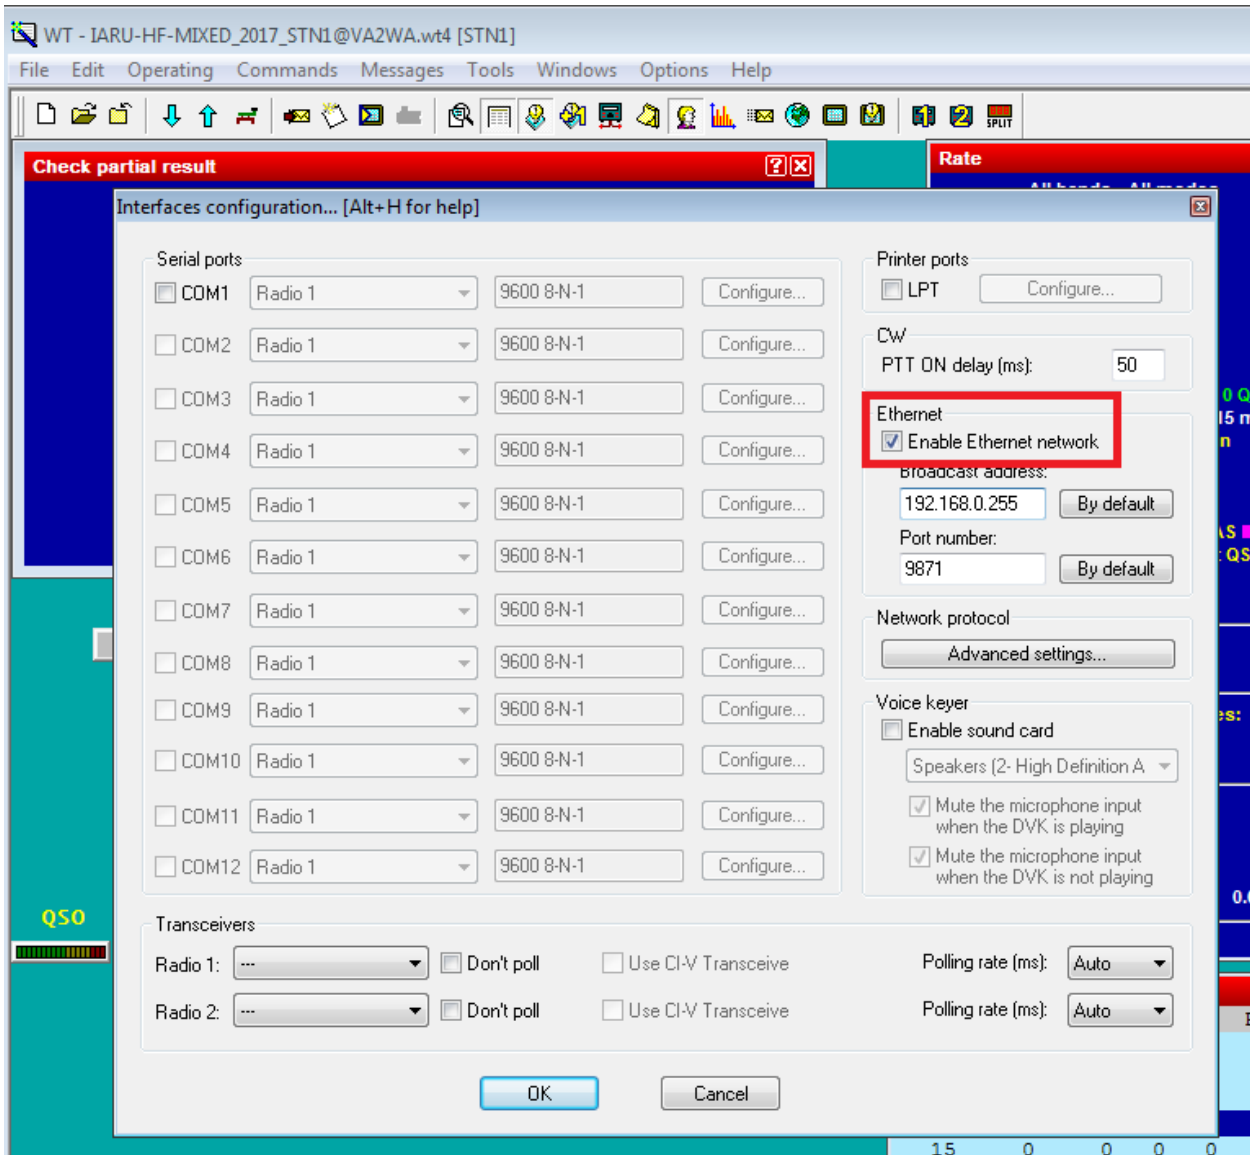 WT - IARU-HF-MIXED_2017_STN1@VA2WA.wt4 [STN1]
File Edit Operating Commands Messages Tools Windows Options Help
SPLIT
Check partial result
Rate
Interfaces configuration... [Alt+H for help]
Serial ports
COM1 Radio 1 9600 8-N-1 Configure...
COM2 Radio 1 9600 8-N-1 Configure...
COM3 Radio 1 9600 8-N-1 Configure...
COM4 Radio 1 9600 8-N-1 Configure...
COM5 Radio 1 9600 8-N-1 Configure...
COM6 Radio 1 9600 8-N-1 Configure...
COM7 Radio 1 9600 8-N-1 Configure...
COM8 Radio 1 9600 8-N-1 Configure...
COM9 Radio 1 9600 8-N-1 Configure...
COM10 Radio 1 9600 8-N-1 Configure...
COM11 Radio 1 9600 8-N-1 Configure...
COM12 Radio 1 9600 8-N-1 Configure...
Printer ports
LPT Configure...
CW
PTT ON delay (ms): 50
Ethernet
Enable Ethernet network
Broadcast address:
192.168.0.255 By default
Port number:
9871 By default
Network protocol
Advanced settings...
Voice keyer
Enable sound card
Speakers (2- High Definition A
Mute the microphone input
when the DVK is playing
Mute the microphone input
when the DVK is not playing
QSO
Transceivers
Radio 1: --- Don't poll Use CI-V Transceive Polling rate (ms): Auto
Radio 2: --- Don't poll Use CI-V Transceive Polling rate (ms): Auto
OK Cancel
15 0 0 0 0